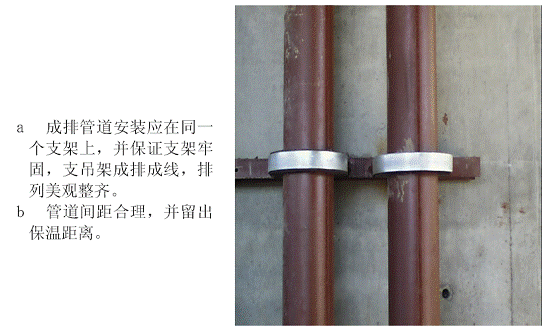 a 成排管道安装应在同一
个支架上，并保证支架牢
固，支吊架成排成线，排
列美观整齐。
b 管道间距合理，并留出
保温距离。